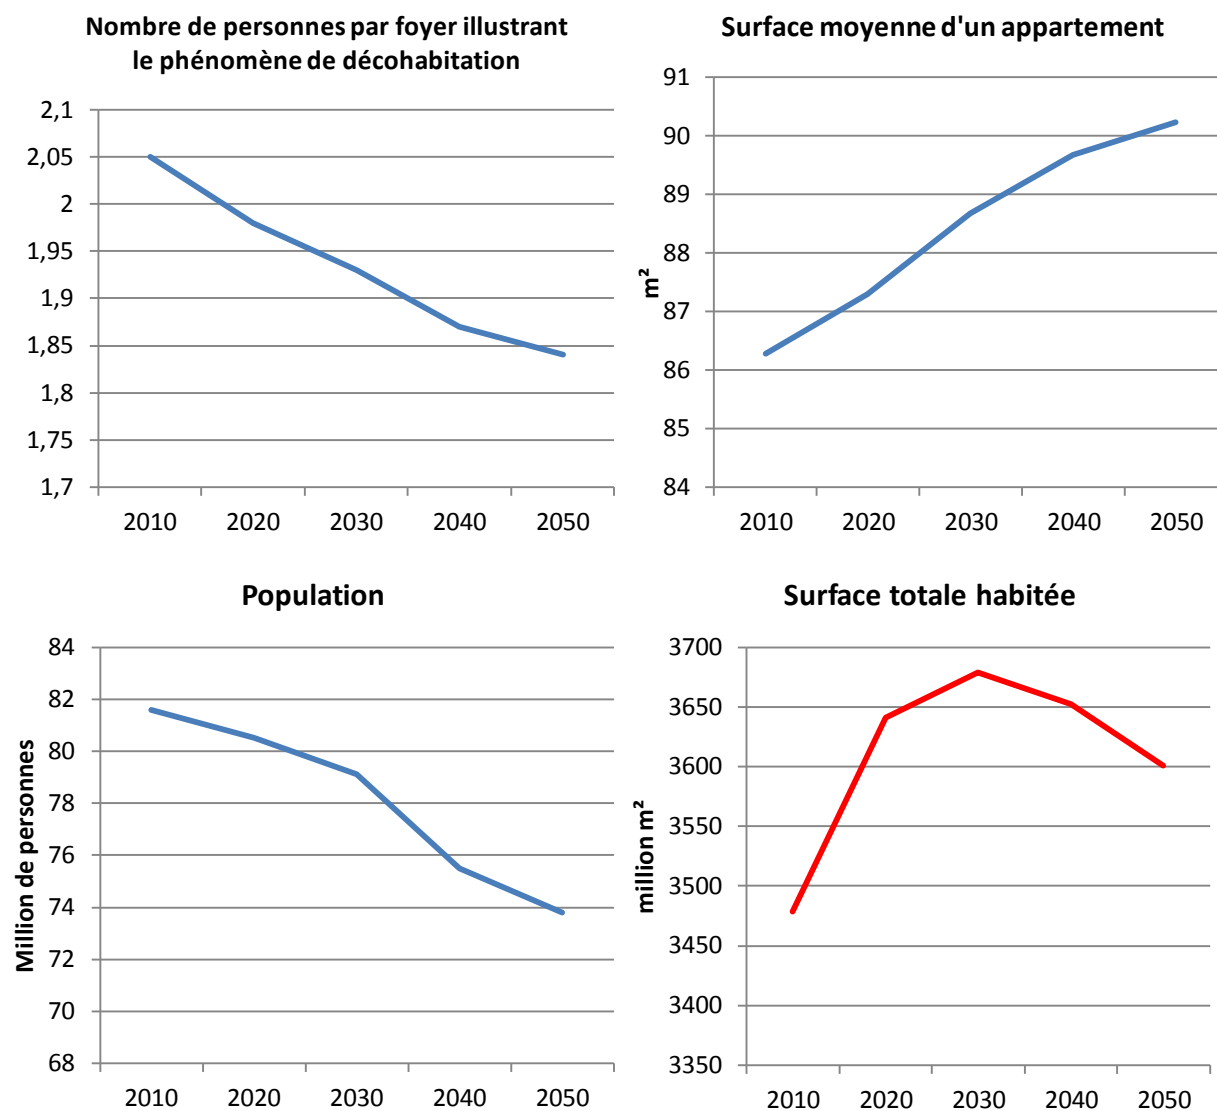 Nombre de personnes par foyer illustrant
le phénomène de décohabitation
2,1
2,05
2
1,95
1,9
1,85
1,8
1,75
1,7
2010 2020 2030 2040 2050
Surface moyenne d'un appartement
m²
91
90
89
88
87
86
85
84
2010 2020 2030 2040 2050
Population
Million de personnes
84
82
80
78
76
74
72
70
68
2010 2020 2030 2040 2050
Surface totale habitée
million m²
3700
3650
3600
3550
3500
3450
3400
3350
2010 2020 2030 2040 2050